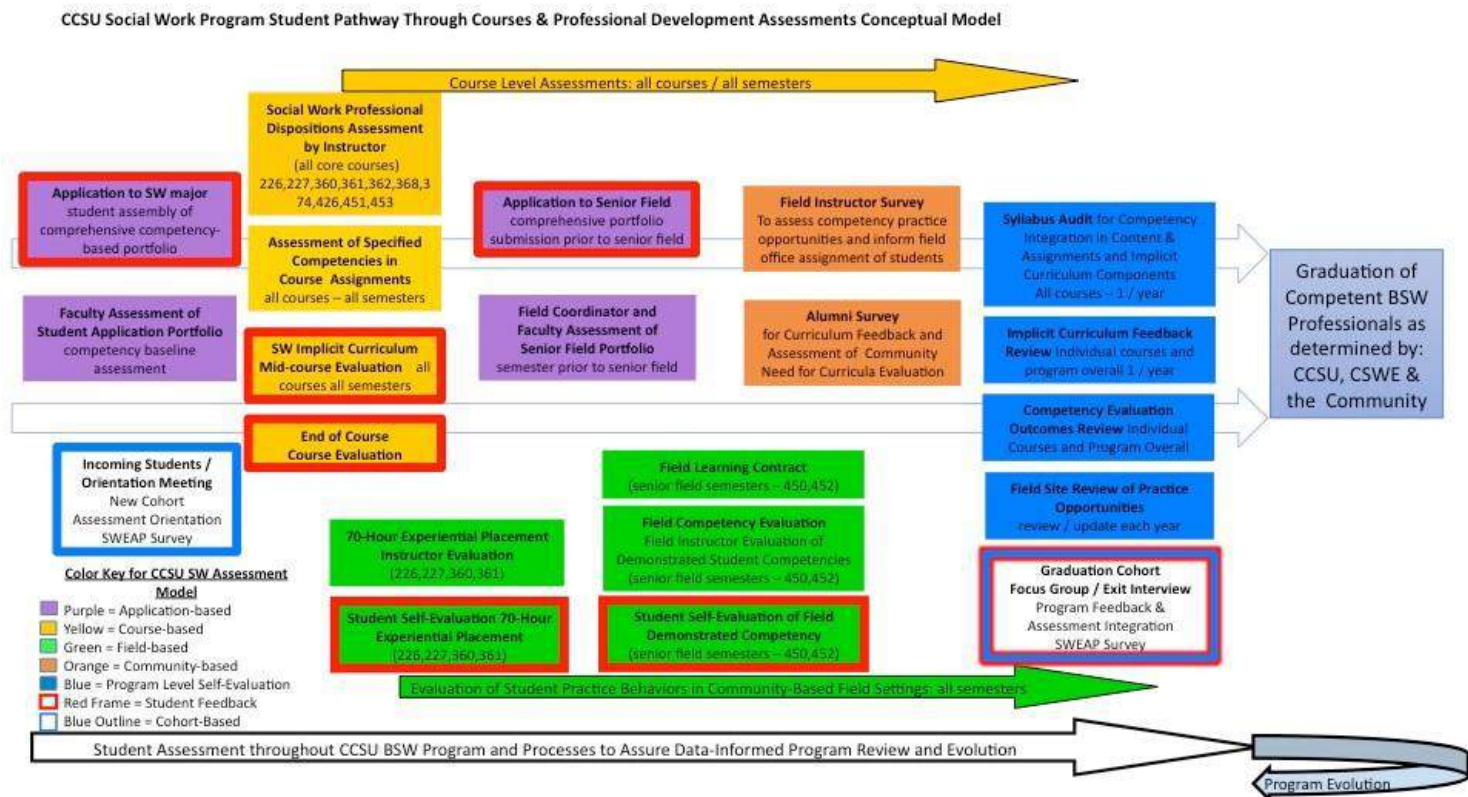 CCSU Social Work Program Student Pathway Through Courses & Professional Development Assessments Conceptual Model
Course Level Assessments: all courses / all semesters
Social Work Professional
Dispositions Assessment
by Instructor
(all core courses)
226,227,360,361,362,368,3
74,426,451,453
Application to SW major
student assembly of
comprehensive competency-
based portfolio
Assessment of Specified
Competencies in
Course Assignments
all courses – all semesters
Application to Senior Field
comprehensive portfolio
submission prior to senior field
Field Instructor Survey
To assess competency practice
opportunities and inform field
office assignment of students
Syllabus Audit for Competency
Integration in Content &
Assignments and Implicit
Curriculum Components
All courses – 1 / year
Graduation of
Competent BSW
Professionals as
determined by:
CCSU, CSWE &
the Community
Faculty Assessment of
Student Application Portfolio
competency baseline
assessment
SW Implicit Curriculum
Mid-course Evaluation all
courses all semesters
Field Coordinator and
Faculty Assessment of
Senior Field Portfolio
semester prior to senior field
Alumni Survey
for Curriculum Feedback and
Assessment of Community
Need for Curricula Evaluation
Implicit Curriculum Feedback
Review Individual courses and
program overall 1 / year
End of Course
Course Evaluation
Competency Evaluation
Outcomes Review Individual
Courses and Program Overall
Incoming Students /
Orientation Meeting
New Cohort
Assessment Orientation
SWEAP Survey
Field Learning Contract
(senior field semesters – 450,452)
Field Site Review of Practice
Opportunities
review / update each year
70-Hour Experiential Placement
Instructor Evaluation
(226,227,360,361)
Field Competency Evaluation
Field Instructor Evaluation of
Demonstrated Student Competencies
(senior field semesters – 450,452)
Graduation Cohort
Focus Group / Exit Interview
Program Feedback &
Assessment Integration
SWEAP Survey
Student Self-Evaluation 70-Hour
Experiential Placement
(226,227,360,361)
Student Self-Evaluation of Field
Demonstrated Competency
(senior field semesters – 450,452)
Color Key for CCSU SW Assessment
Model
Purple = Application-based
Yellow = Course-based
Green = Field-based
Orange = Community-based
Blue = Program Level Self-Evaluation
Red Frame = Student Feedback
Blue Outline = Cohort-Based
Evaluation of Student Practice Behaviors in Community-Based Field Settings: all semesters
Student Assessment throughout CCSU BSW Program and Processes to Assure Data-Informed Program Review and Evolution
Program Evolution